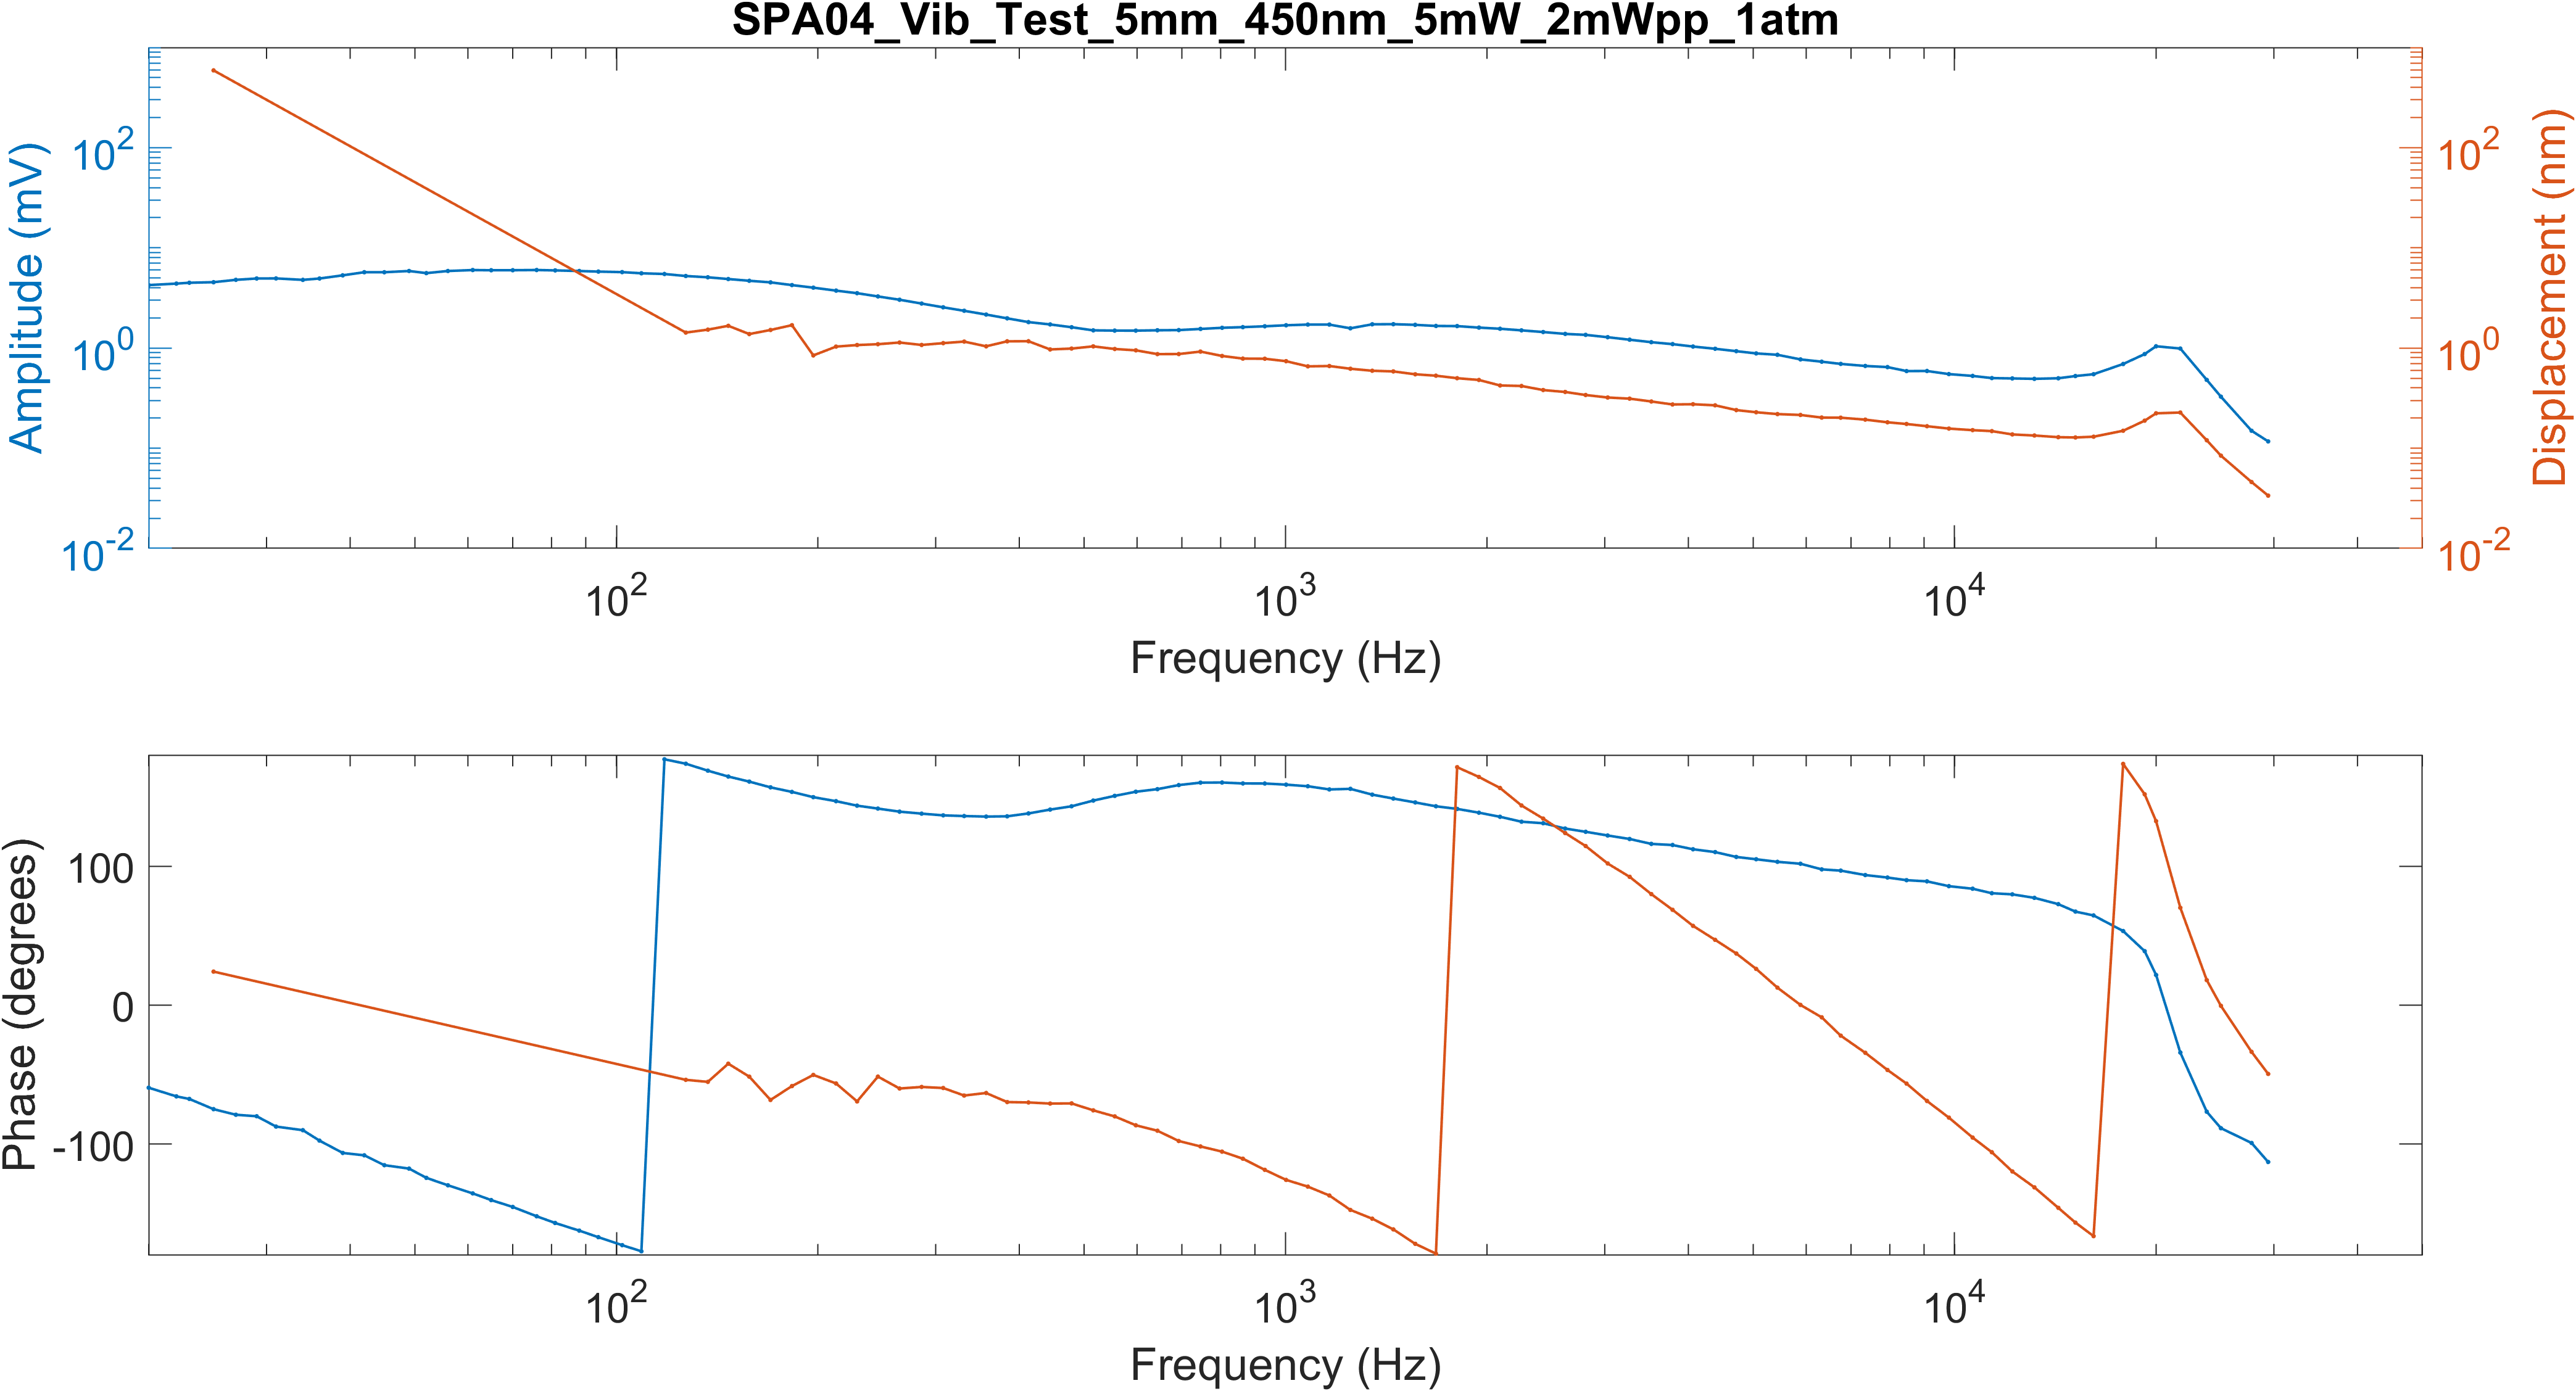 SPA04_Vib_Test_5mm_450nm_5mW_2mWpp_1atm
Amplitude (mV)
10^2
10^0
10^-2
Displacement (nm)
10^2
10^0
10^-2
10^2
10^3
10^4
Frequency (Hz)
Phase (degrees)
100
0
-100
10^2
10^3
10^4
Frequency (Hz)